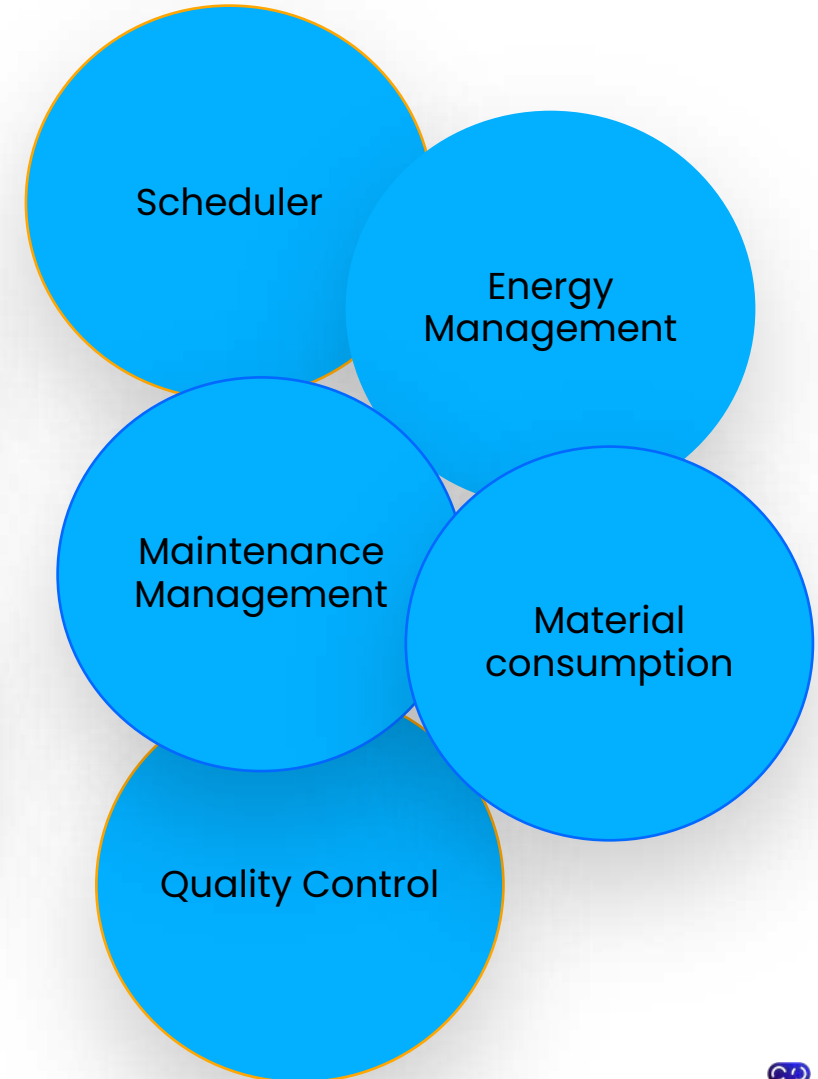 Scheduler
Energy
Management
Maintenance
Management
Material
consumption
Quality Control